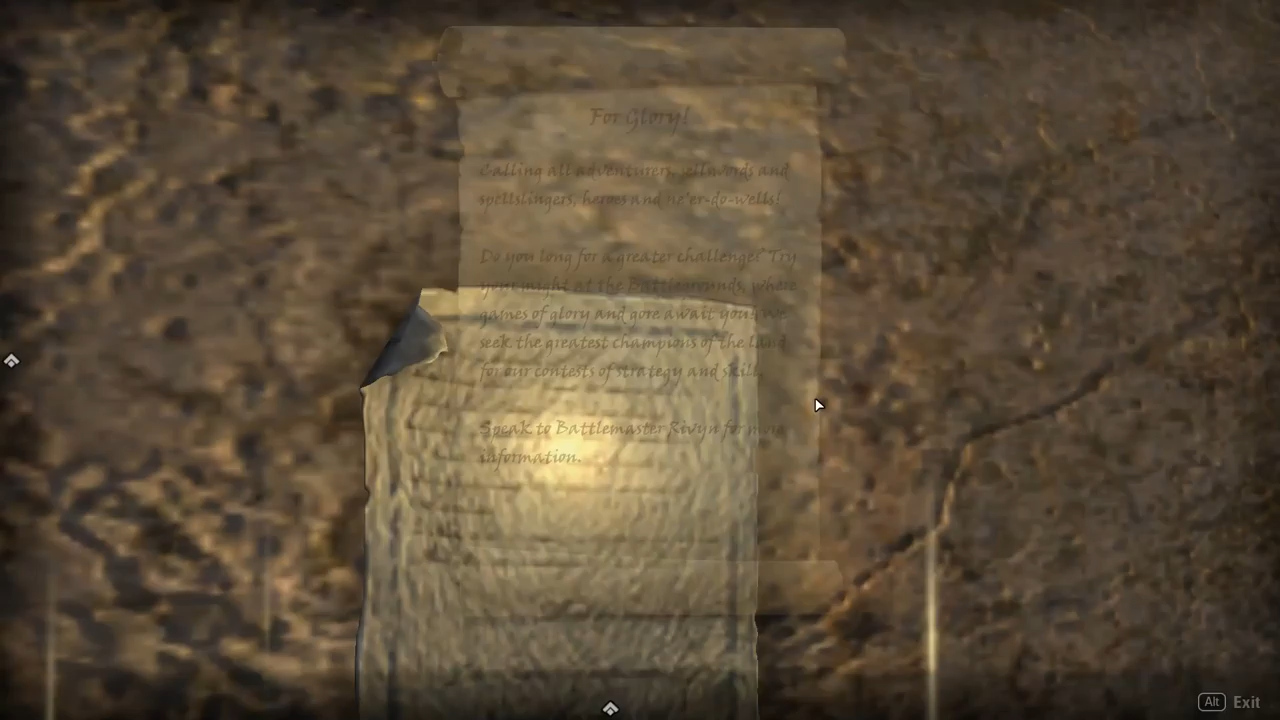 For Glory!
Calling all adventurers, sellswords and
spellslingers, heroes and ne'er-do-wells!
Do you long for a greater challenge? Try
your might at the Battlegrounds, where
games of glory and gore await you! We
seek the greatest champions of the land
for our contests of strategy and skill.
Speak to Battlemaster Rivyn for more
information.
Alt Exit